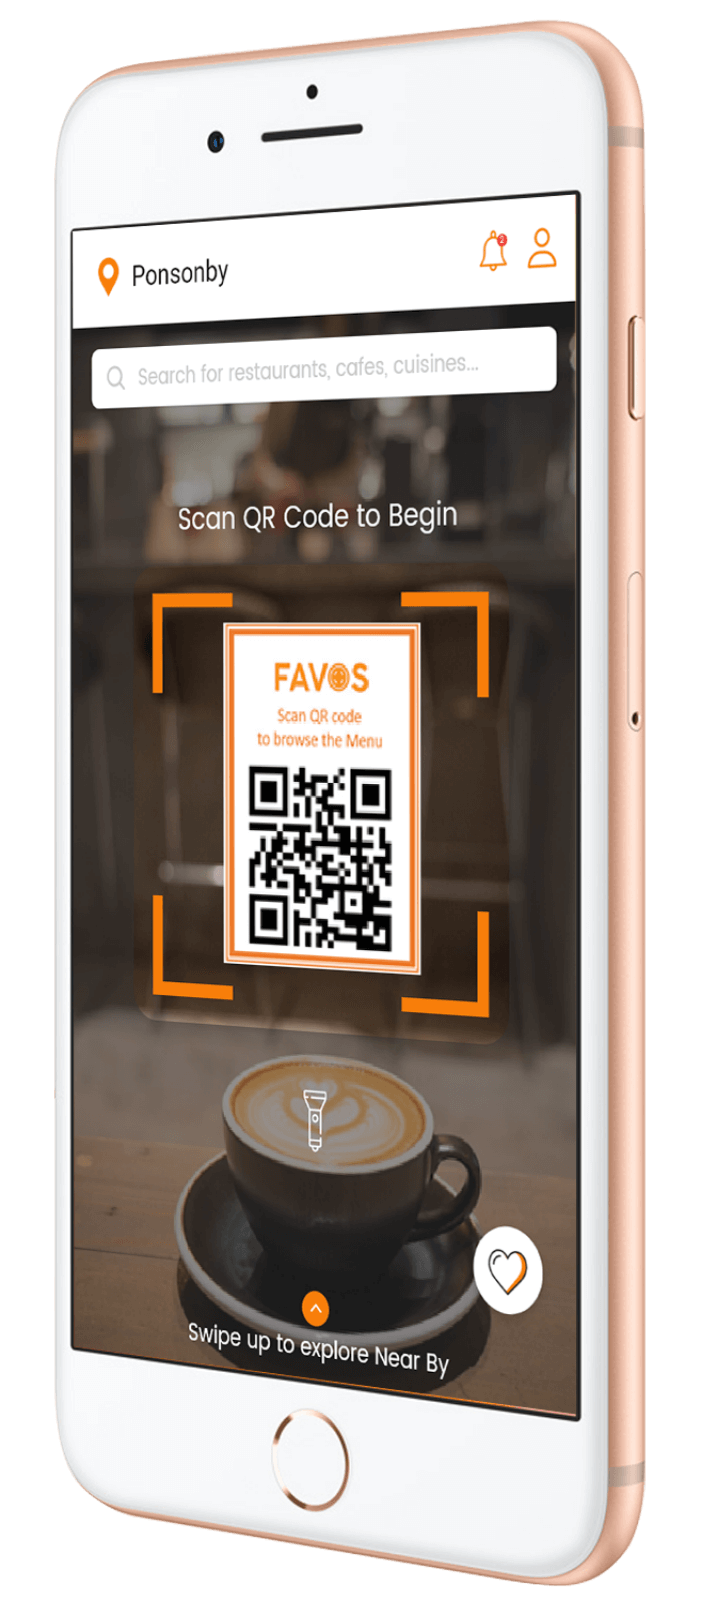 Ponsonby
2
Search for restaurants, cafes, cuisines...
Scan QR Code to Begin
FAVOS
Scan QR code
to browse the Menu
Swipe up to explore Near By